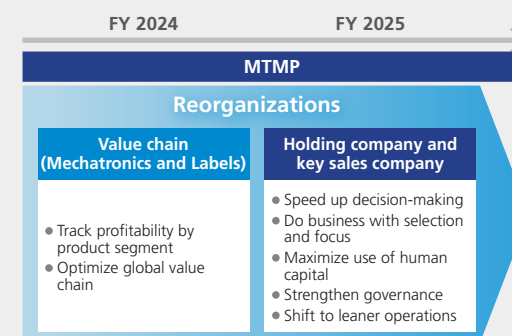 FY 2024
FY 2025
MTMP
Reorganizations
Value chain
(Mechatronics and Labels)
• Track profitability by
product segment
• Optimize global value
chain
Holding company and
key sales company
• Speed up decision-making
• Do business with selection
and focus
• Maximize use of human
capital
• Strengthen governance
• Shift to leaner operations